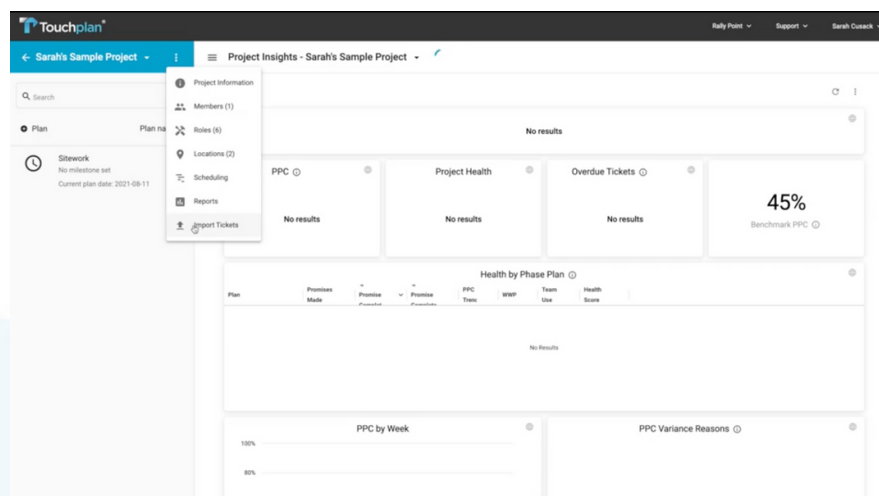 Touchplan®
Rally Point
Support
Sarah Cusack
Sarah's Sample Project
Project Insights - Sarah's Sample Project
Search
Plan
Plan na
Sitework
No milestone set
Current plan date: 2021-08-11
Project Information
Members (1)
Roles (6)
Locations (2)
Scheduling
Reports
Import Tickets
No results
PPC
No results
Project Health
No results
Overdue Tickets
No results
45%
Benchmark PPC
Health by Phase Plan
Plan
Promises Made
Promise
Promise
PPC
WWP
Team Use
Health Score
No Results
PPC by Week
100%
80%
PPC Variance Reasons